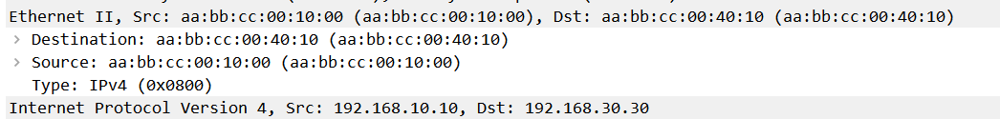 Ethernet II, Src: aa:bb:cc:00:10:00 (aa:bb:cc:00:10:00), Dst: aa:bb:cc:00:40:10 (aa:bb:cc:00:40:10)
Destination: aa:bb:cc:00:40:10 (aa:bb:cc:00:40:10)
Source: aa:bb:cc:00:10:00 (aa:bb:cc:00:10:00)
Type: IPv4 (0x0800)
Internet Protocol Version 4, Src: 192.168.10.10, Dst: 192.168.30.30